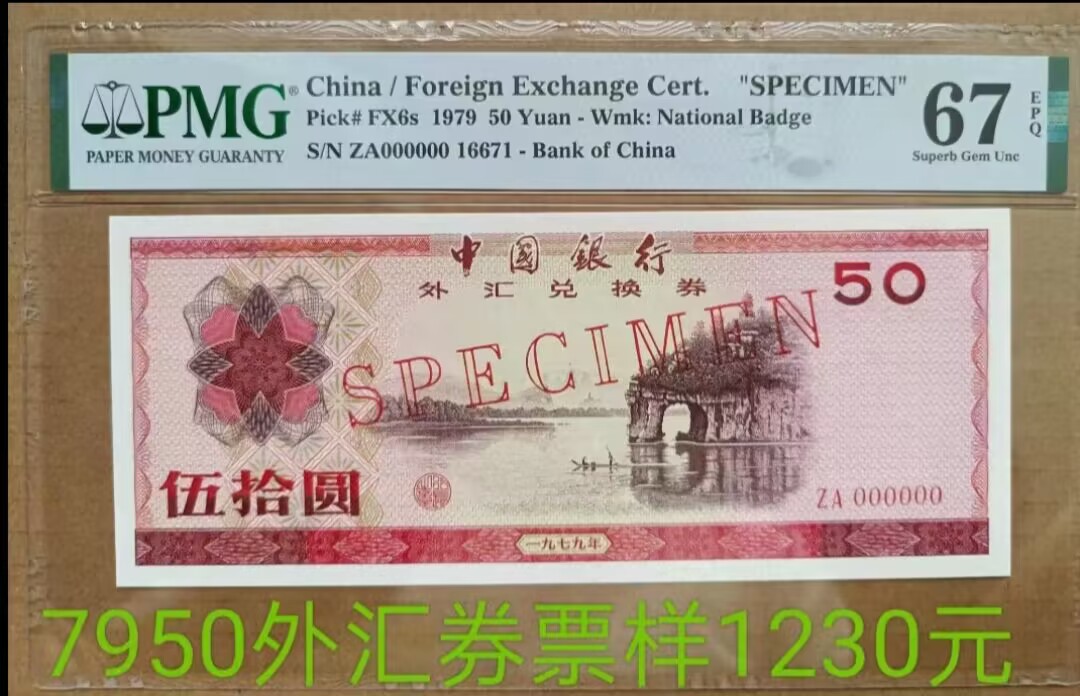 PMG®
PAPER MONEY GUARANTY
China / Foreign Exchange Cert. "SPECIMEN"
Pick# FX6s 1979 50 Yuan - Wmk: National Badge
S/N ZA000000 16671 - Bank of China
67
EPQ
Superb Gem Unc
中國銀行
外汇兑换券
50
SPECIMEN
伍拾圆
ZA 000000
一九七九年
7950外汇券票样1230元